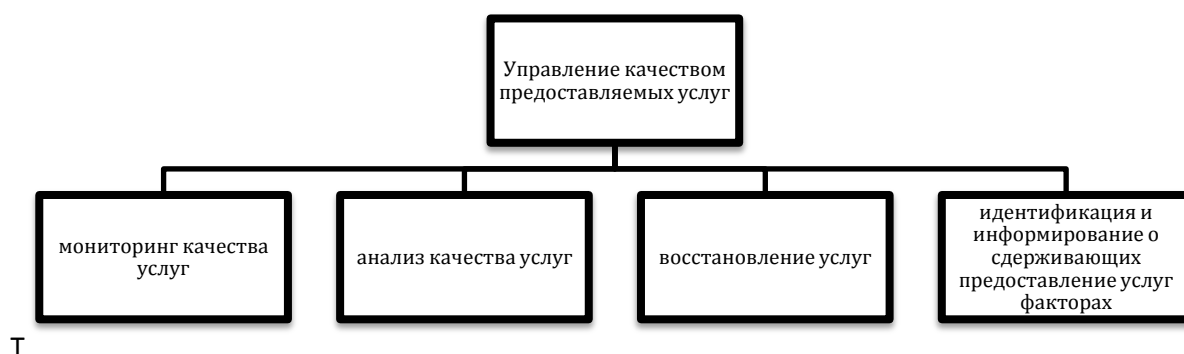 Управление качеством
предоставляемых услуг
мониторинг качества
услуг
анализ качества услуг
восстановление услуг
идентификация и
информирование о
сдерживающих
предоставление услуг
факторах
Т